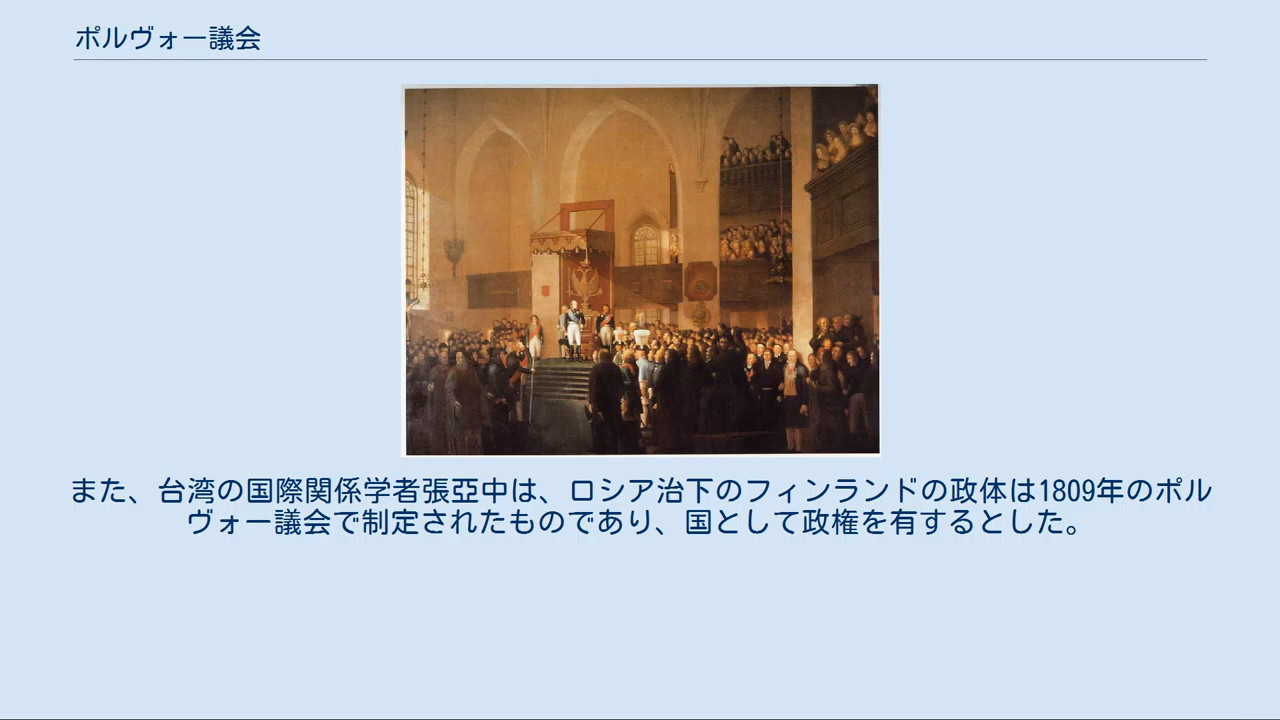 ポルヴォー議会
また、台湾の国際関係学者張亞中は、ロシア治下のフィンランドの政体は1809年のポル
ヴォー議会で制定されたものであり、国として政権を有するとした。